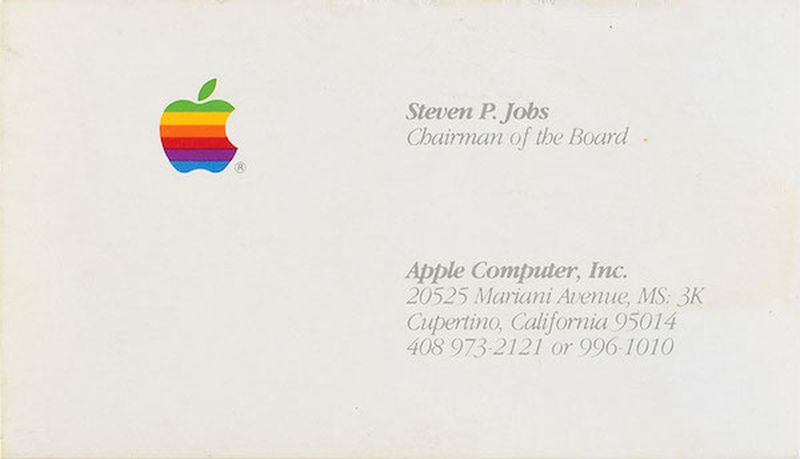 ®
Steven P. Jobs
Chairman of the Board
Apple Computer, Inc.
20525 Mariani Avenue, MS: 3K
Cupertino, California 95014
408 973-2121 or 996-1010